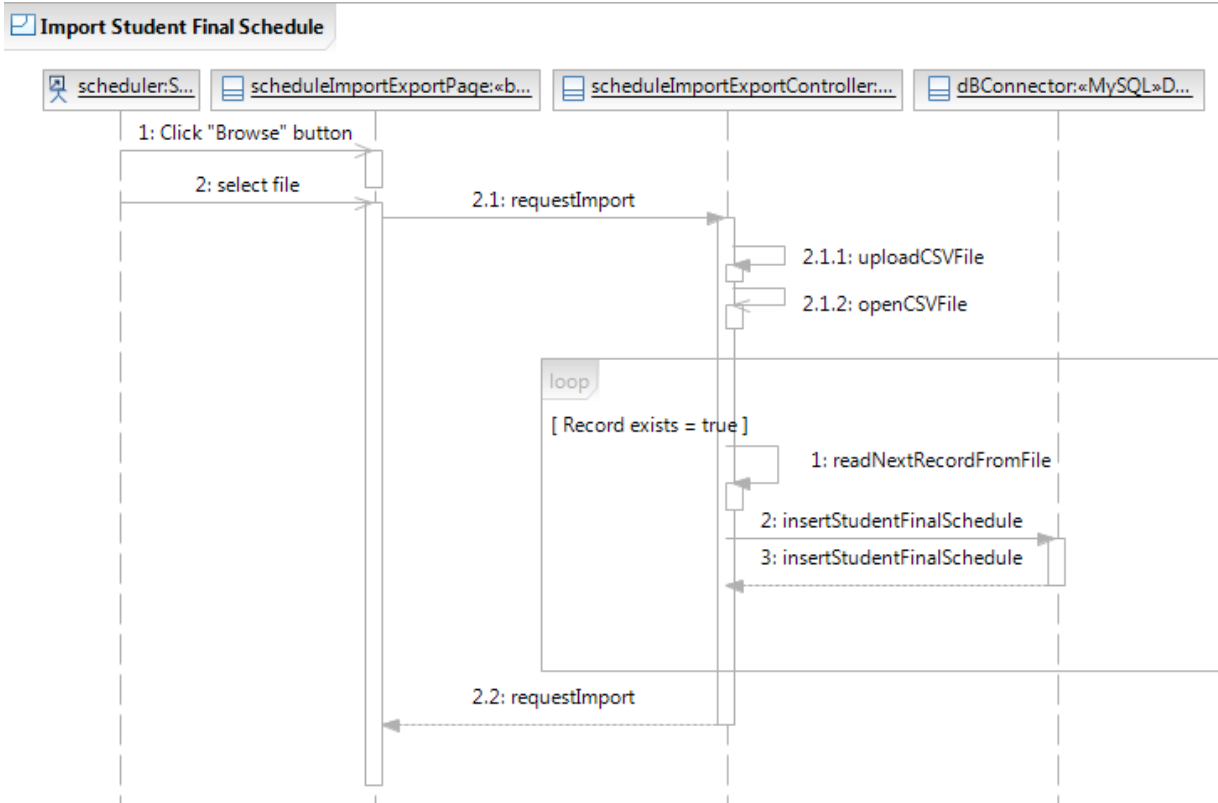 Import Student Final Schedule
scheduler:S...
scheduleImportExportPage:«b...
scheduleImportExportController:...
dBConnector:«MySQL»D...
1: Click "Browse" button
2: select file
2.1: requestImport
2.1.1: uploadCSVFile
2.1.2: openCSVFile
loop
[ Record exists = true ]
1: readNextRecordFromFile
2: insertStudentFinalSchedule
3: insertStudentFinalSchedule
2.2: requestImport